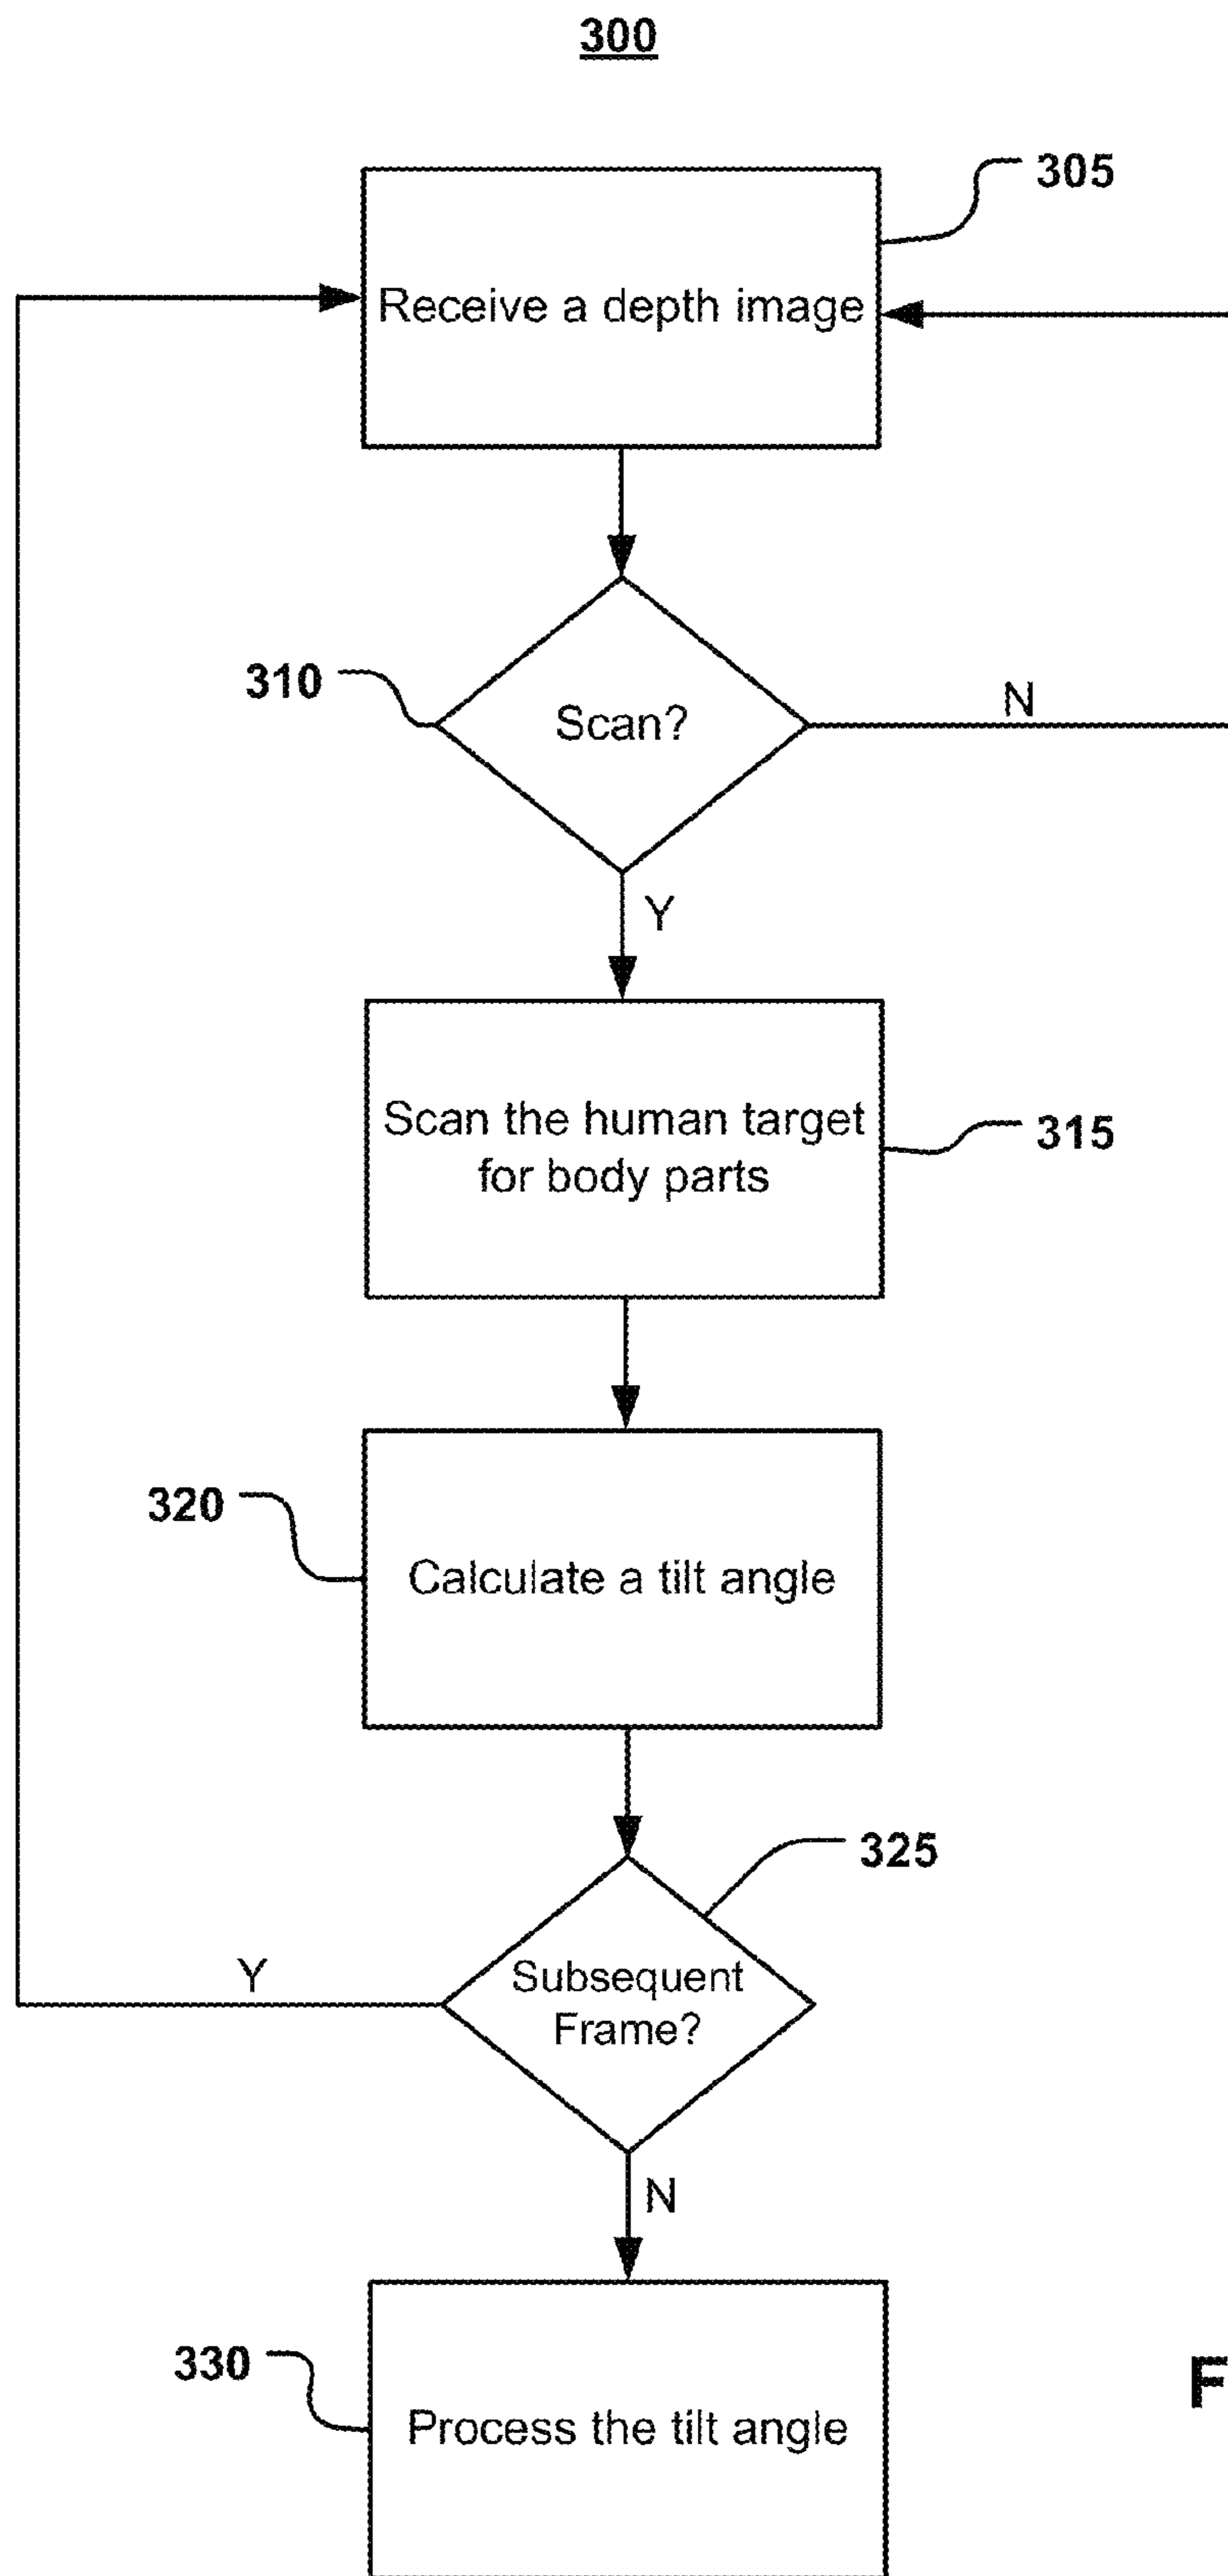 300
305
Receive a depth image
310
Scan?
N
Y
Scan the human target
for body parts
315
320
Calculate a tilt angle
325
Subsequent
Frame?
Y
N
330
Process the tilt angle
F